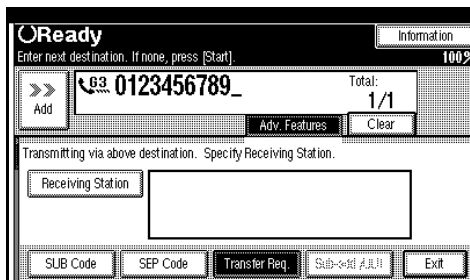 Ready
Information
Enter next destination. If none, press [Start].
100%
Add
G3 0123456789_
Total:
1/1
Adv. Features
Clear
Transmitting via above destination. Specify Receiving Station.
Receiving Station
SUB Code
SEP Code
Transfer Req.
Exit